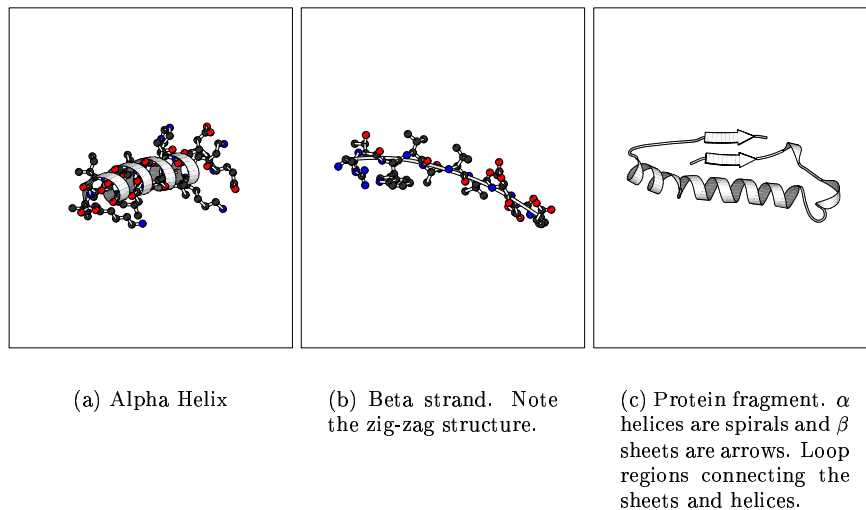 (a) Alpha Helix
(b) Beta strand. Note
the zig-zag structure.
(c) Protein fragment. α
helices are spirals and β
sheets are arrows. Loop
regions connecting the
sheets and helices.